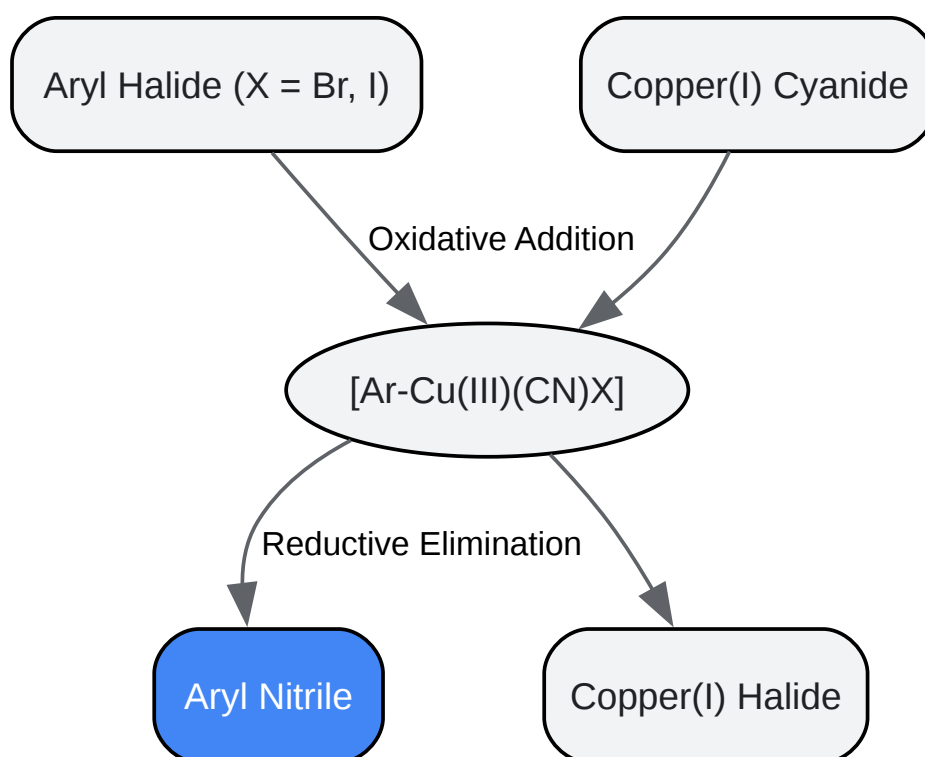 Aryl Halide (X = Br, I)
Copper(I) Cyanide
Oxidative Addition
[Ar-Cu(III)(CN)X]
Reductive Elimination
Aryl Nitrile
Copper(I) Halide